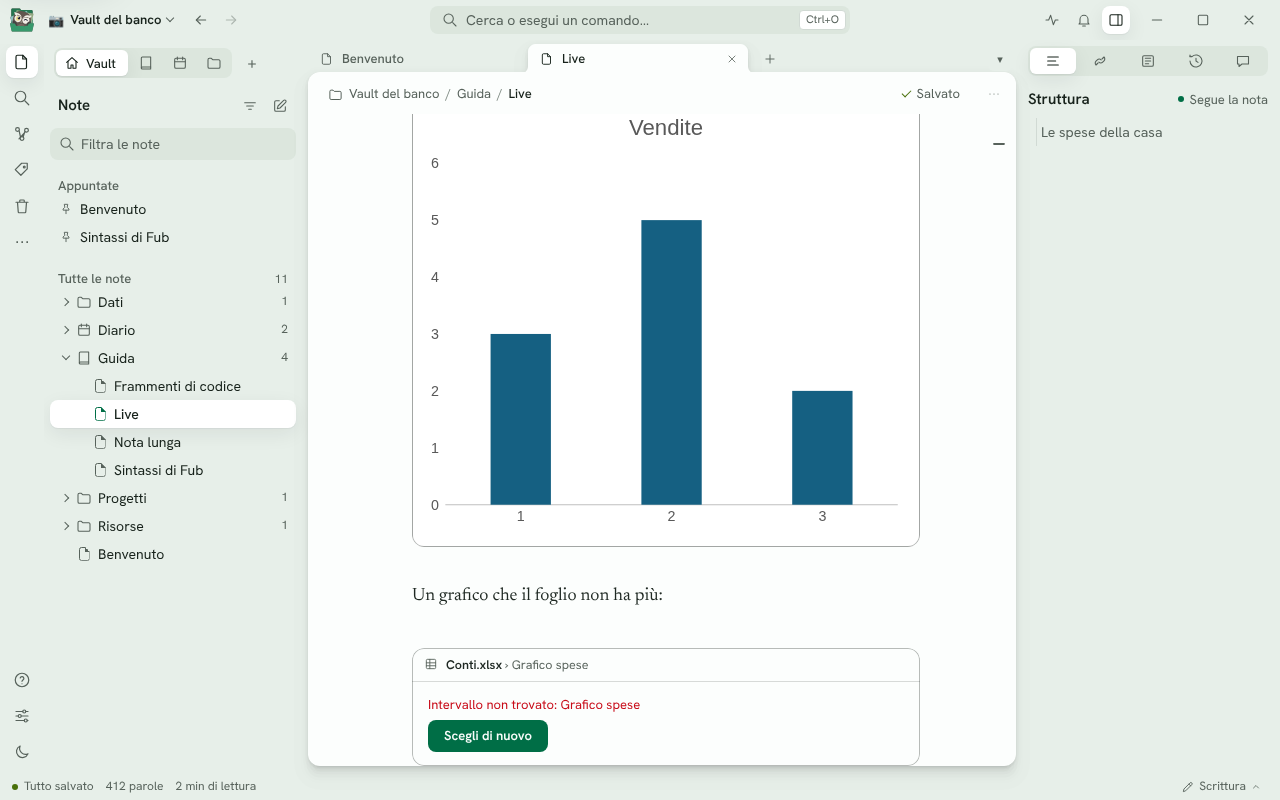 Vault del banco
Cerca o esegui un comando...
Ctrl+O
Vault
Note
Filtra le note
Appuntate
Benvenuto
Sintassi di Fub
Tutte le note 11
Dati 1
Diario 2
Guida 4
Frammenti di codice
Live
Nota lunga
Sintassi di Fub
Progetti 1
Risorse 1
Benvenuto
Tutto salvato 412 parole 2 min di lettura
Benvenuto
Live
Vault del banco / Guida / Live
Salvato
Vendite
6
5
4
3
2
1
0
1 2 3
Un grafico che il foglio non ha più:
Conti.xlsx › Grafico spese
Intervallo non trovato: Grafico spese
Scegli di nuovo
Struttura
Segue la nota
Le spese della casa
Scrittura